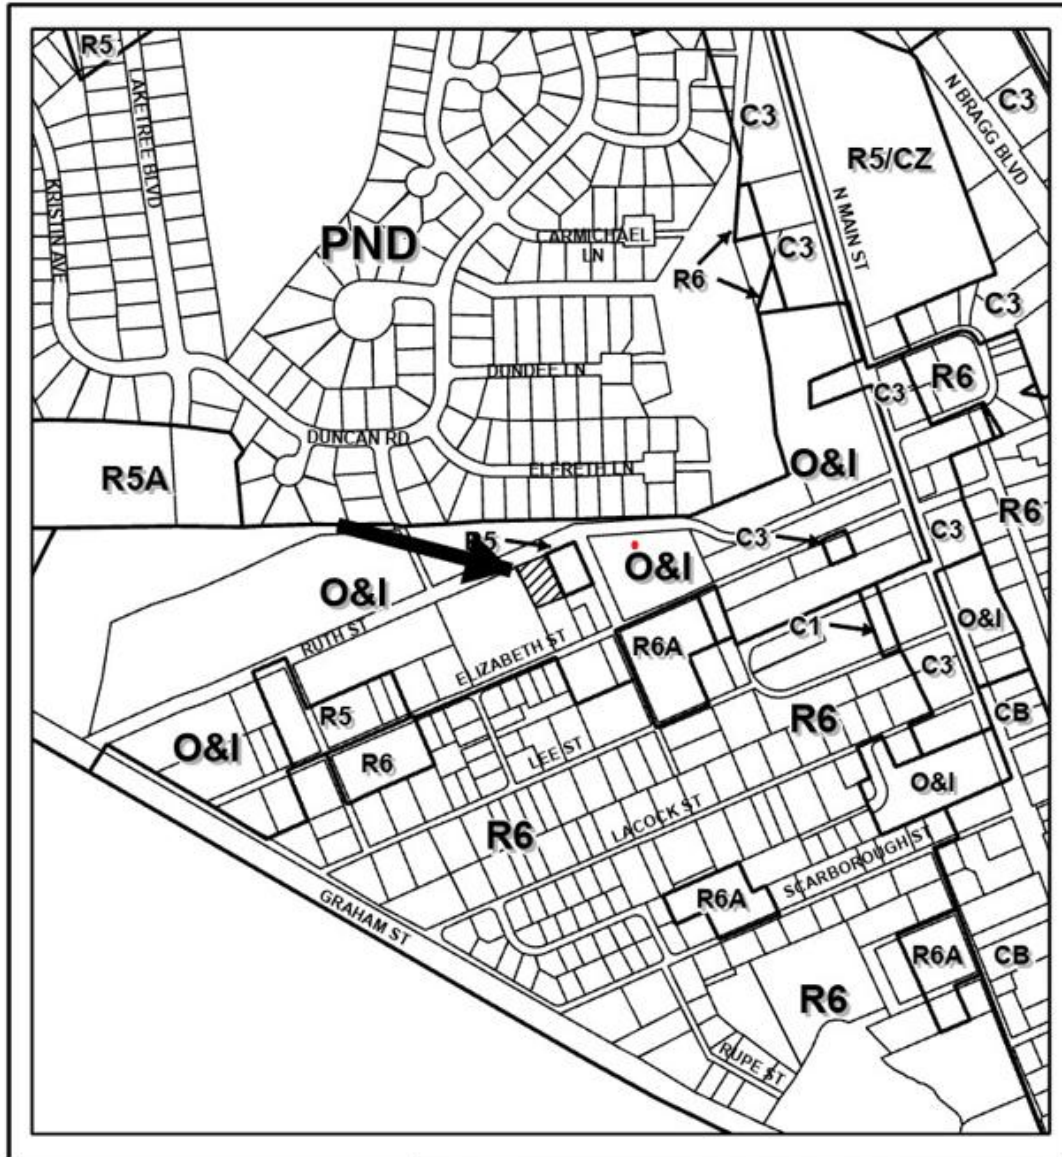 R5
LAKETREE BLVD
KRISTIN AVE
PND
CARMICHAEL
LN
C3
N MAIN ST
R5/CZ
N BRAGG BLVD
C3
C3
R6
C3
DUNDEE LN
C3
R6
DUNCAN RD
ELFRETH LN
R5A
O&I
R6
R5
C3
C3
O&I
O&I
RUTH ST
ELIZABETH ST
R6A
C1
O&I
C3
R5
R6
CB
O&I
R6
LEE ST
O&I
R6
LACOCK ST
SCARBOROUGH ST
GRAHAM ST
R6A
R6A
CB
R6
RUPE ST